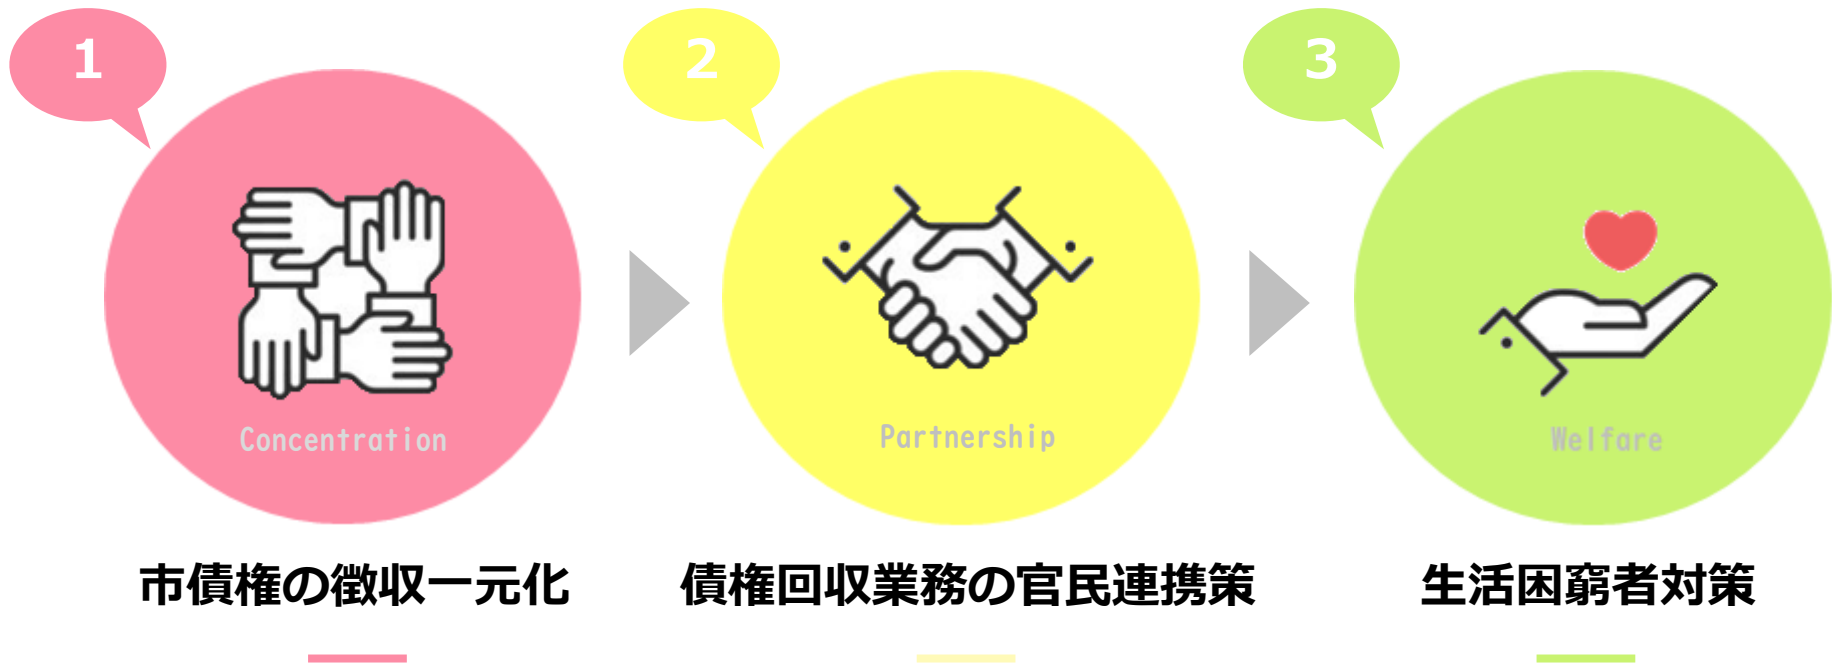 1
2
3
Concentration
Partnership
Welfare
市債権の徴収一元化
債権回収業務の官民連携策
生活困窮者対策